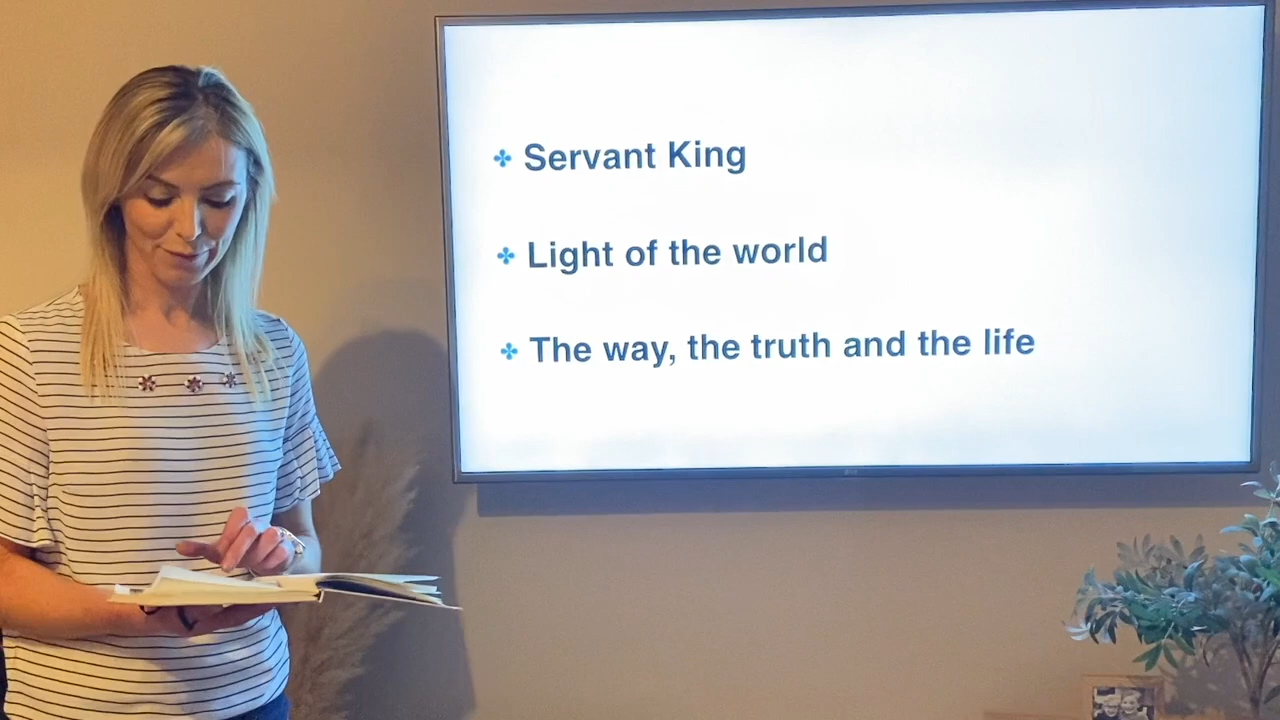 Servant King
Light of the world
The way, the truth and the life